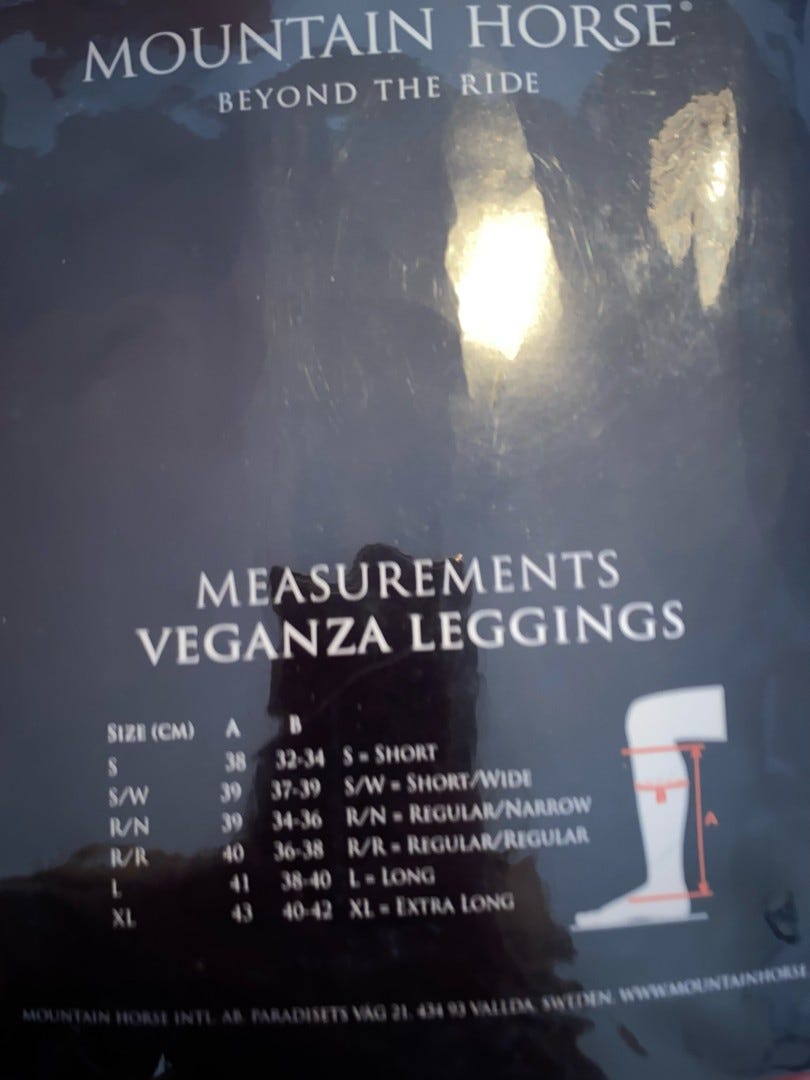 MOUNTAIN HORSE®
BEYOND THE RIDE
MEASUREMENTS
VEGANZA LEGGINGS
SIZE (CM) A B
S 38 32-34 S = SHORT
S/W 39 37-39 S/W = SHORT/WIDE
R/N 39 34-36 R/N = REGULAR/NARROW
R/R 40 36-38 R/R = REGULAR/REGULAR
L 41 38-40 L = LONG
XL 43 40-42 XL = EXTRA LONG
A
MOUNTAIN HORSE INTL. AB. PARADISETS VÄG 21, 434 93 VALLDA, SWEDEN. WWW.MOUNTAINHORSE.